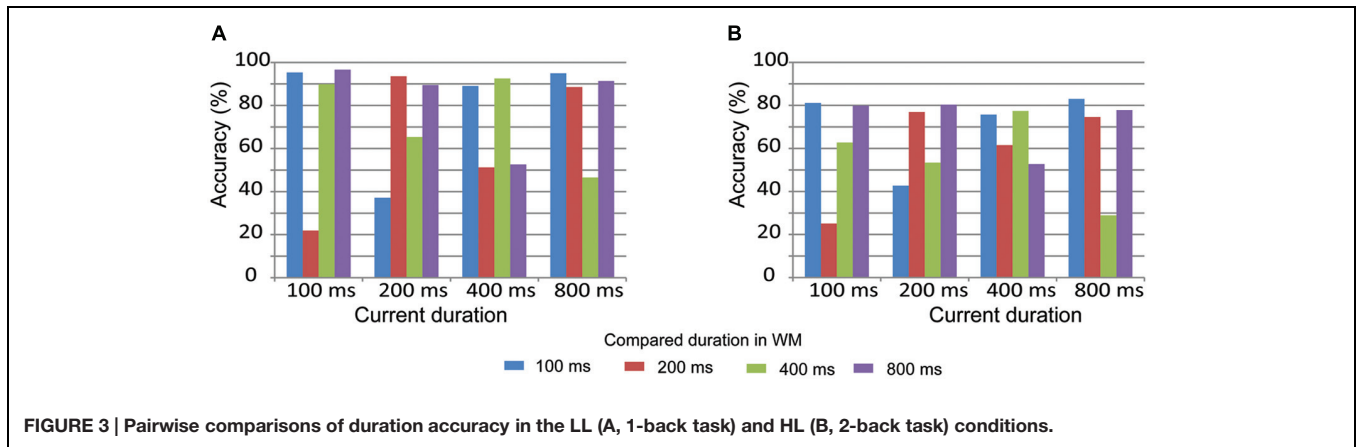 A
B
100
80
60
40
20
0
Accuracy (%)
100 ms 200 ms 400 ms 800 ms
Current duration
100
80
60
40
20
0
Accuracy (%)
100 ms 200 ms 400 ms 800 ms
Current duration
Compared duration in WM
100 ms 200 ms 400 ms 800 ms
FIGURE 3 | Pairwise comparisons of duration accuracy in the LL (A, 1-back task) and HL (B, 2-back task) conditions.